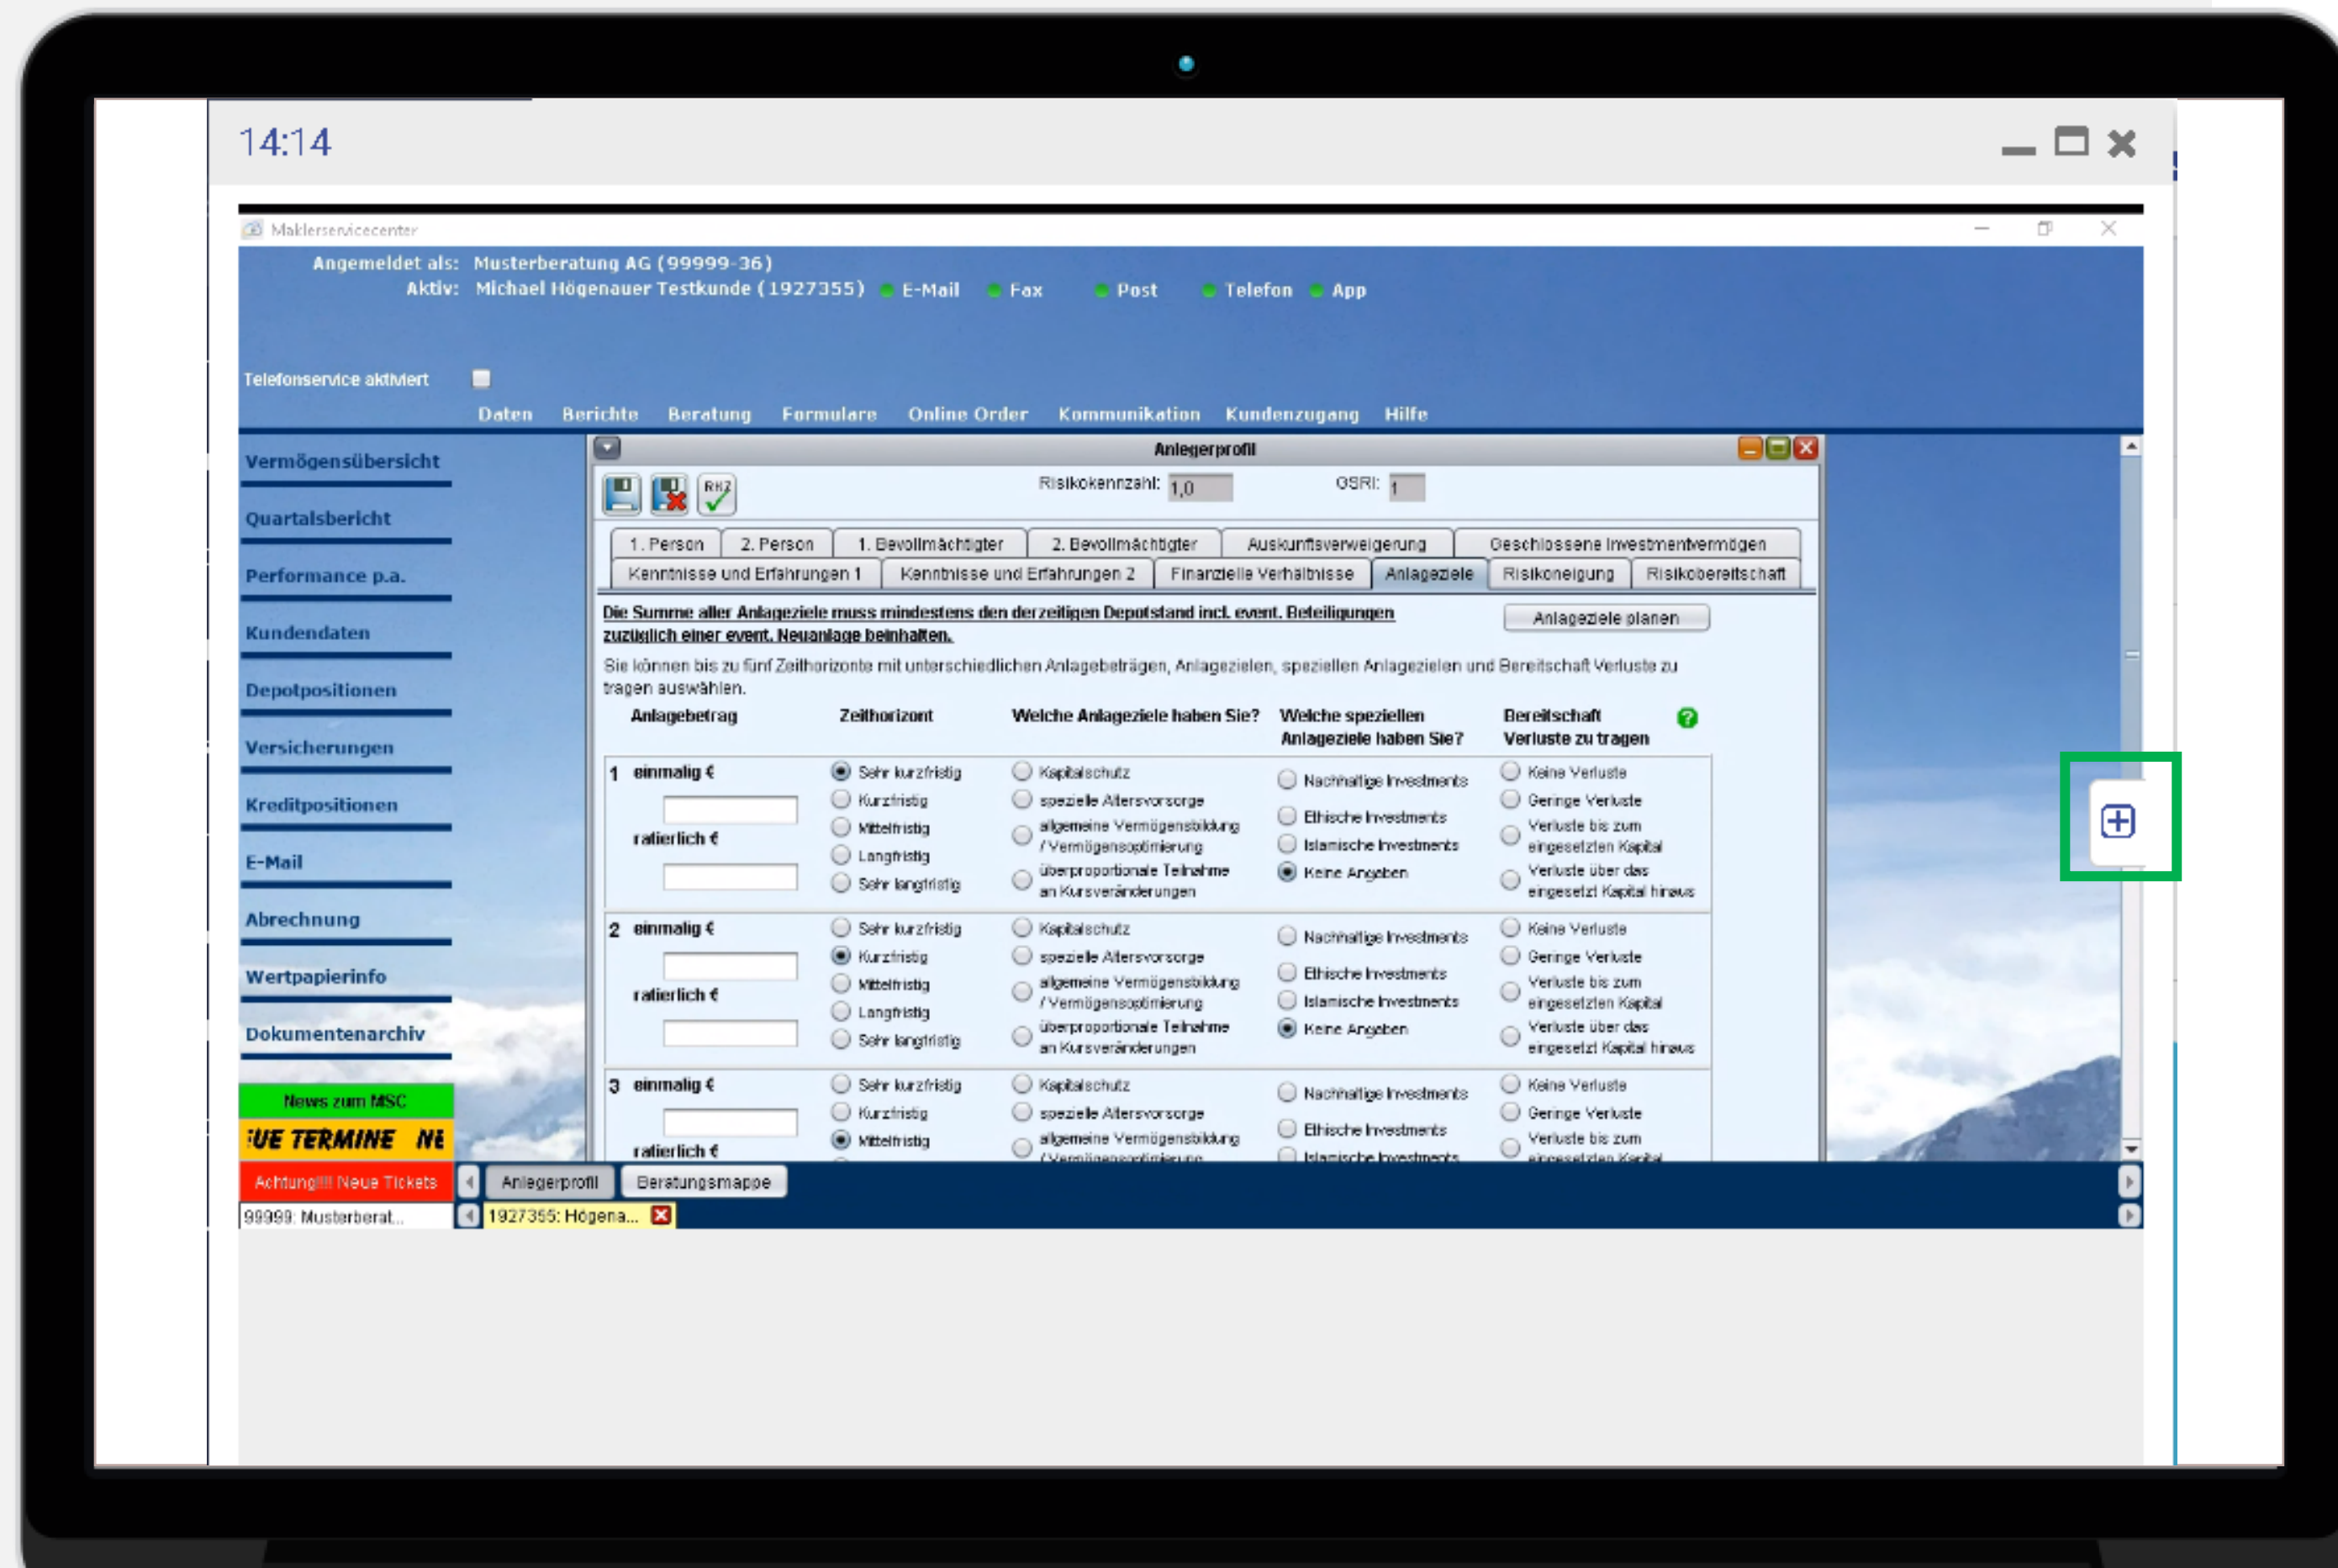 14:14
Maklerservicecenter
Angemeldet als: Musterberatung AG (99999-36)
Aktiv: Michael Högenauer Testkunde (1927355) E-Mail Fax Post Telefon App
Telefonservice aktiviert
Daten Berichte Beratung Formulare Online Order Kommunikation Kundenzugang Hilfe
Vermögensübersicht
Quartalsbericht
Performance p.a.
Kundendaten
Depotpositionen
Versicherungen
Kreditpositionen
E-Mail
Abrechnung
Wertpapierinfo
Dokumentenarchiv
News zum MSC
UE TERMINE NE
Achtung!!!! Neue Tickets
99999: Musterberat...
Anlegerprofil
RKZ
Risikokennzahl: 1,0 GSRI: 1
1. Person 2. Person 1. Bevollmächtigter 2. Bevollmächtigter Auskunftsverweigerung Geschlossene Investmentvermögen
Kenntnisse und Erfahrungen 1 Kenntnisse und Erfahrungen 2 Finanzielle Verhältnisse Anlageziele Risikoneigung Risikobereitschaft
Die Summe aller Anlageziele muss mindestens den derzeitigen Depotstand incl. event. Beteiligungen
zuzüglich einer event. Neuanlage beinhalten.
Anlageziele planen
Sie können bis zu fünf Zeithorizonte mit unterschiedlichen Anlagebeträgen, Anlagezielen, speziellen Anlagezielen und Bereitschaft Verluste zu
tragen auswählen.
Anlagebetrag
Zeithorizont
Welche Anlageziele haben Sie?
Welche speziellen
Anlageziele haben Sie?
Bereitschaft
Verluste zu tragen
?
1 einmalig €
ratierlich €
Sehr kurzfristig
Kurzfristig
Mittelfristig
Langfristig
Sehr langfristig
Kapitalschutz
spezielle Altersvorsorge
allgemeine Vermögensbildung
/Vermögensoptimierung
überproportionale Teilnahme
an Kursveränderungen
Nachhaltige Investments
Ethische Investments
Islamische Investments
Keine Angaben
Keine Verluste
Geringe Verluste
Verluste bis zum
eingesetzten Kapital
Verluste über das
eingesetzt Kapital hinaus
2 einmalig €
ratierlich €
Sehr kurzfristig
Kurzfristig
Mittelfristig
Langfristig
Sehr langfristig
Kapitalschutz
spezielle Altersvorsorge
allgemeine Vermögensbildung
/Vermögensoptimierung
überproportionale Teilnahme
an Kursveränderungen
Nachhaltige Investments
Ethische Investments
Islamische Investments
Keine Angaben
Keine Verluste
Geringe Verluste
Verluste bis zum
eingesetzten Kapital
Verluste über das
eingesetzt Kapital hinaus
3 einmalig €
ratierlich €
Sehr kurzfristig
Kurzfristig
Mittelfristig
Kapitalschutz
spezielle Altersvorsorge
allgemeine Vermögensbildung
/Vermögensoptimierung
Nachhaltige Investments
Ethische Investments
Islamische Investments
Keine Verluste
Geringe Verluste
Verluste bis zum
eingesetzten Kapital
Anlegerprofil Beratungsmappe
1927355: Högena...